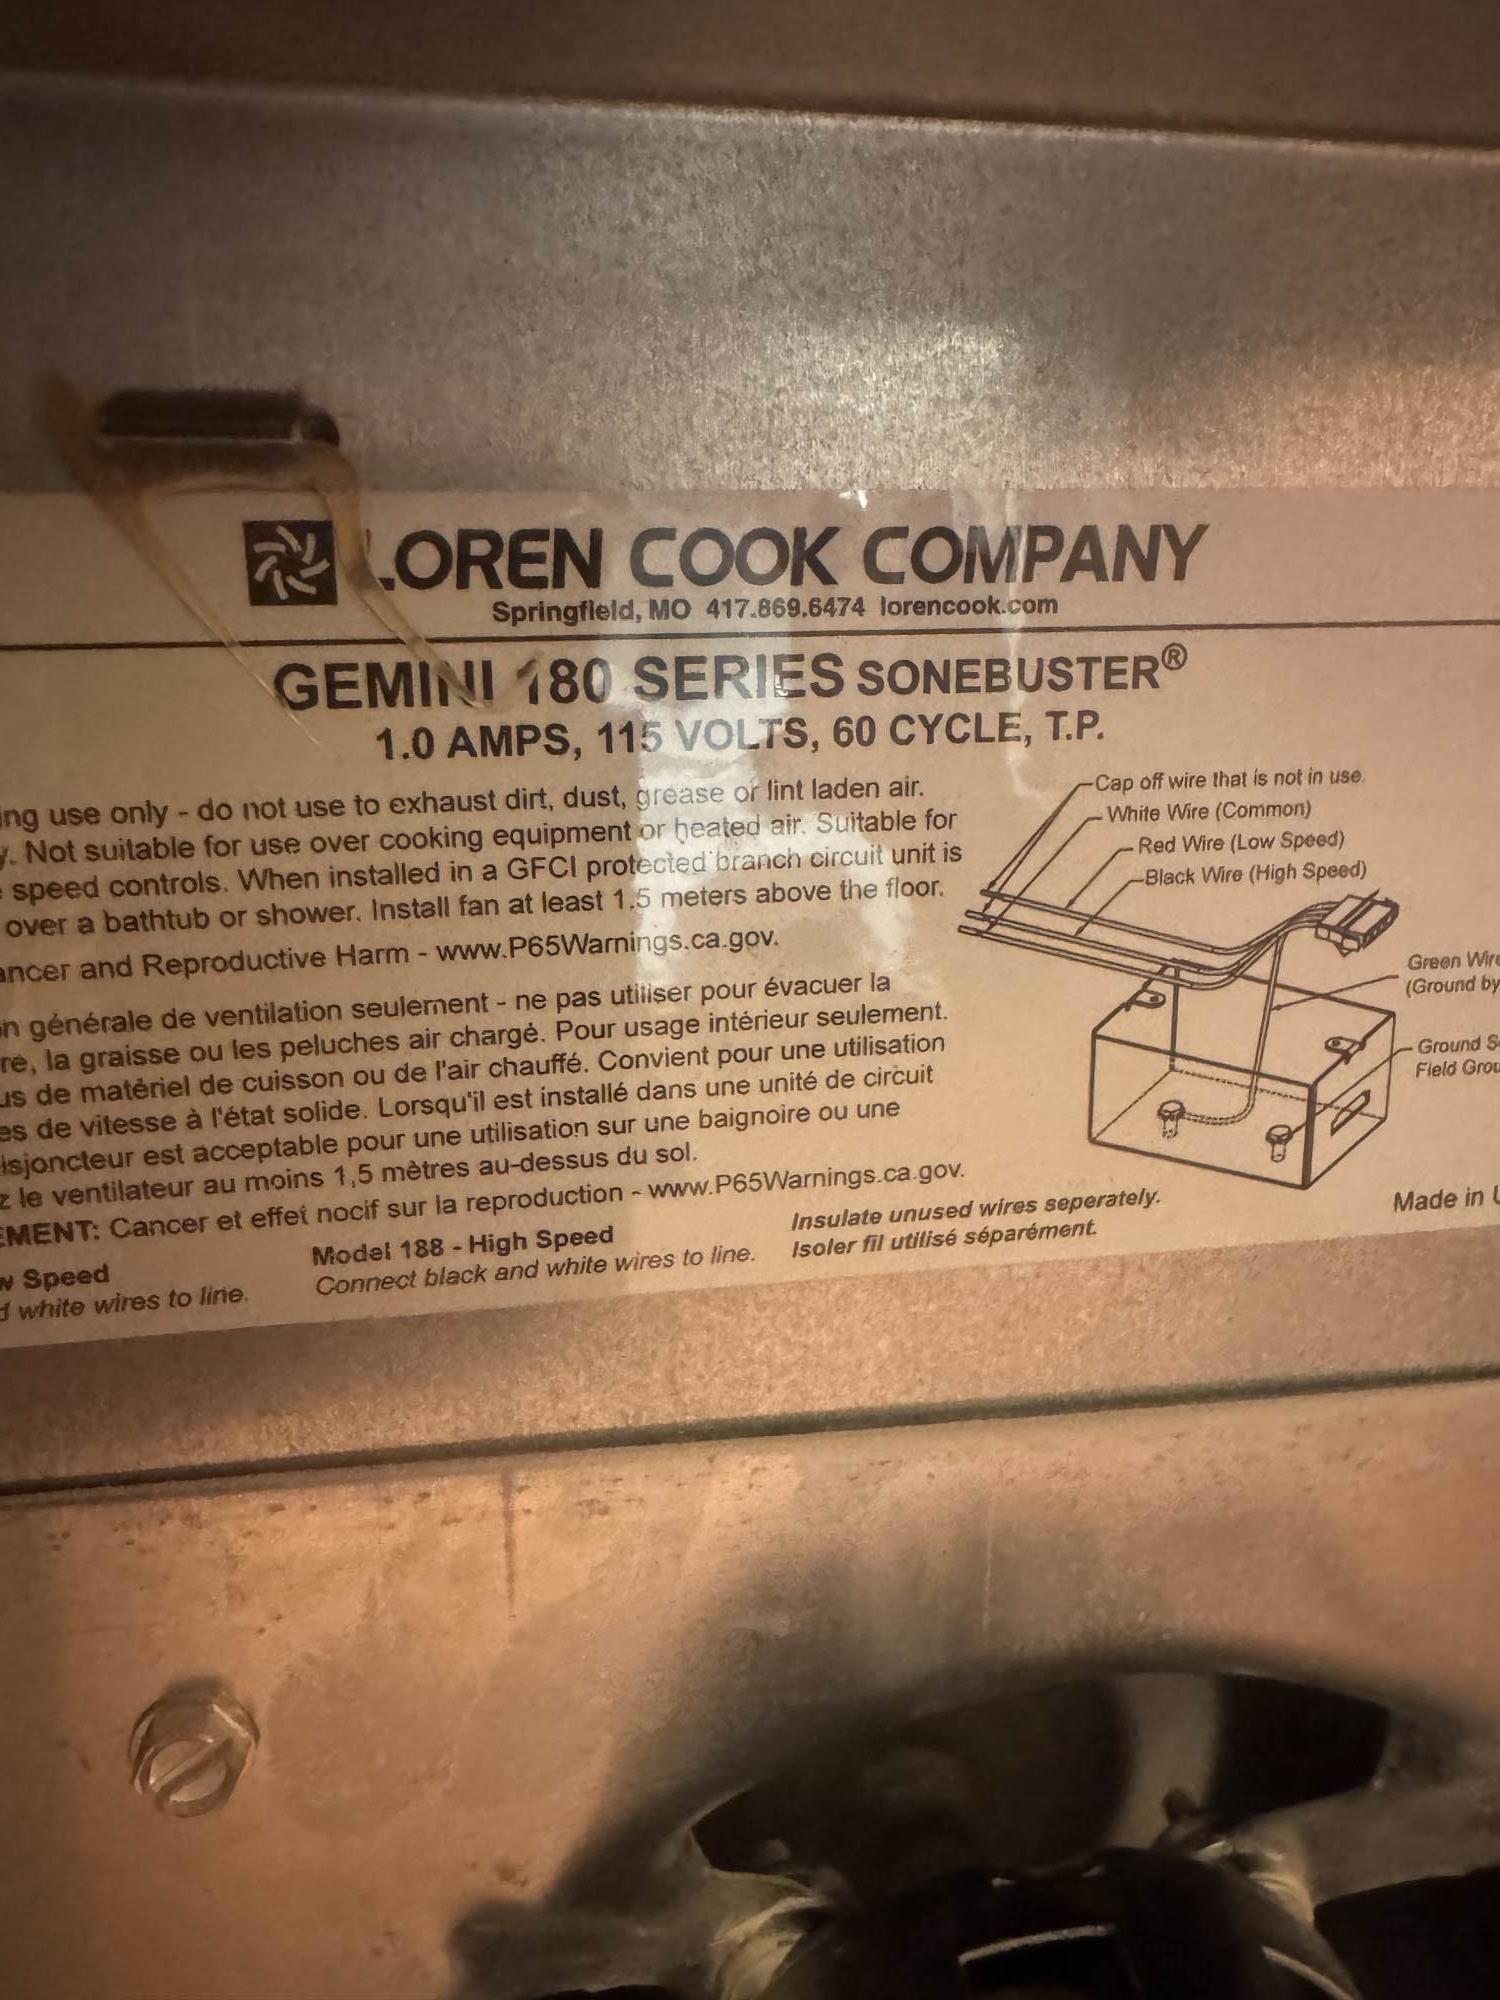 LOREN COOK COMPANY
Springfield, MO 417.869.6474 lorencook.com
GEMINI 180 SERIES SONEBUSTER®
1.0 AMPS, 115 VOLTS, 60 CYCLE, T.P.
ing use only - do not use to exhaust dirt, dust, grease or lint laden air.
y. Not suitable for use over cooking equipment or heated air. Suitable for
e speed controls. When installed in a GFCI protected branch circuit unit is
over a bathtub or shower. Install fan at least 1.5 meters above the floor.
ancer and Reproductive Harm - www.P65Warnings.ca.gov.
on générale de ventilation seulement - ne pas utiliser pour évacuer la
re, la graisse ou les peluches air chargé. Pour usage intérieur seulement.
us de matériel de cuisson ou de l'air chauffé. Convient pour une utilisation
es de vitesse à l'état solide. Lorsqu'il est installé dans une unité de circuit
isjoncteur est acceptable pour une utilisation sur une baignoire ou une
z le ventilateur au moins 1,5 mètres au-dessus du sol.
EMENT: Cancer et effet nocif sur la reproduction - www.P65Warnings.ca.gov.
w Speed
d white wires to line.
Model 188 - High Speed
Connect black and white wires to line.
Insulate unused wires seperately.
Isoler fil utilisé séparément.
Cap off wire that is not in use.
White Wire (Common)
Red Wire (Low Speed)
Black Wire (High Speed)
Green Wire
(Ground by
Ground S
Field Grou
Made in U